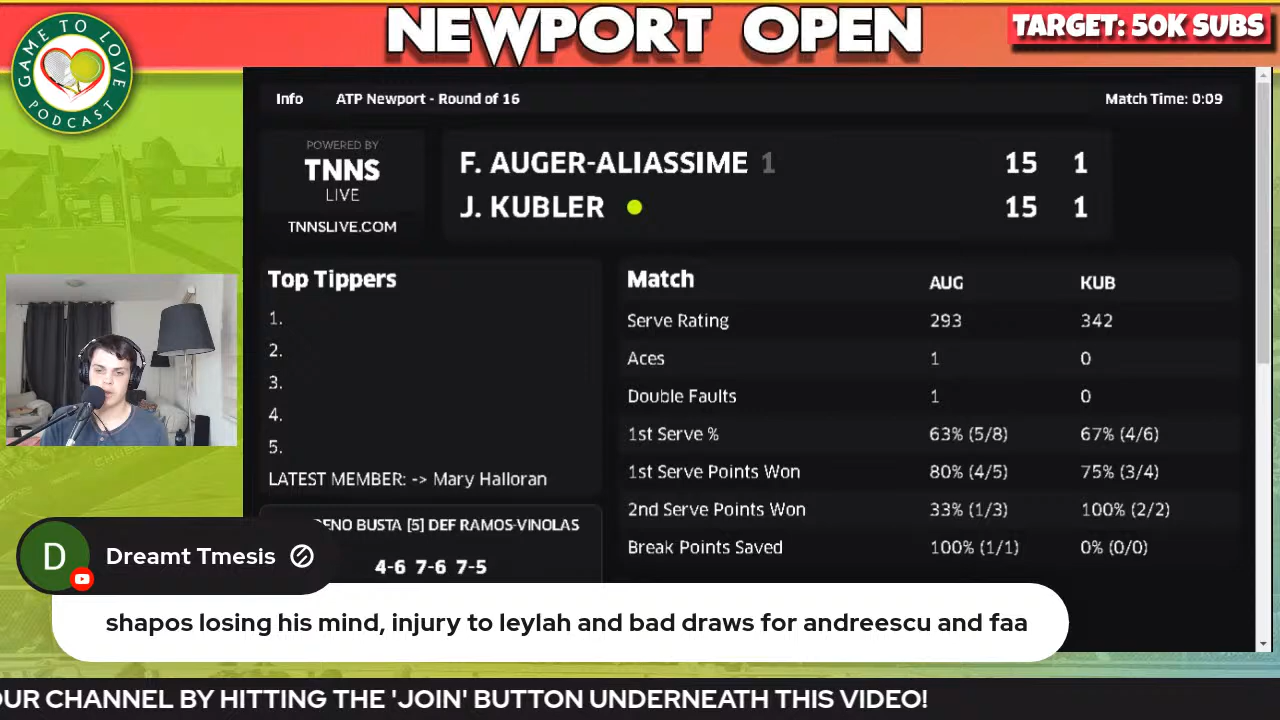 GAME TO LOVE
PODCAST
NEWPORT OPEN
TARGET: 50K SUBS
Info ATP Newport - Round of 16 Match Time: 0:09
POWERED BY
TNNS
LIVE
TNNSLIVE.COM
F. AUGER-ALIASSIME 1 15 1
J. KUBLER 15 1
Top Tippers
1.
2.
3.
4.
5.
LATEST MEMBER: -> Mary Halloran
Match AUG KUB
Serve Rating 293 342
Aces 1 0
Double Faults 1 0
1st Serve % 63% (5/8) 67% (4/6)
1st Serve Points Won 80% (4/5) 75% (3/4)
2nd Serve Points Won 33% (1/3) 100% (2/2)
Break Points Saved 100% (1/1) 0% (0/0)
BUSTA [5] DEF RAMOS-VINOLAS
4-6 7-6 7-5
D
Dreamt Tmesis
shapos losing his mind, injury to leylah and bad draws for andreescu and faa
OUR CHANNEL BY HITTING THE 'JOIN' BUTTON UNDERNEATH THIS VIDEO!